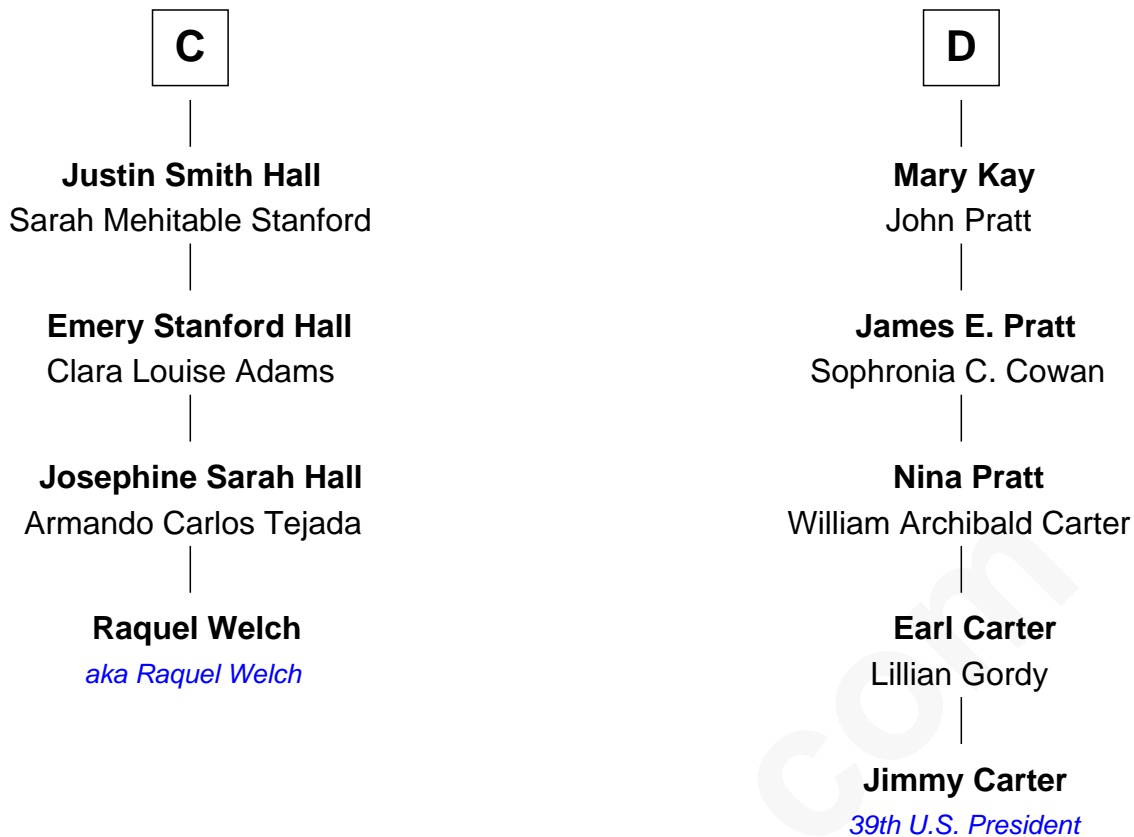 C
Justin Smith Hall
Sarah Mehitable Stanford
Emery Stanford Hall
Clara Louise Adams
Josephine Sarah Hall
Armando Carlos Tejada
Raquel Welch
aka Raquel Welch
D
Mary Kay
John Pratt
James E. Pratt
Sophronia C. Cowan
Nina Pratt
William Archibald Carter
Earl Carter
Lillian Gordy
Jimmy Carter
39th U.S. President
com